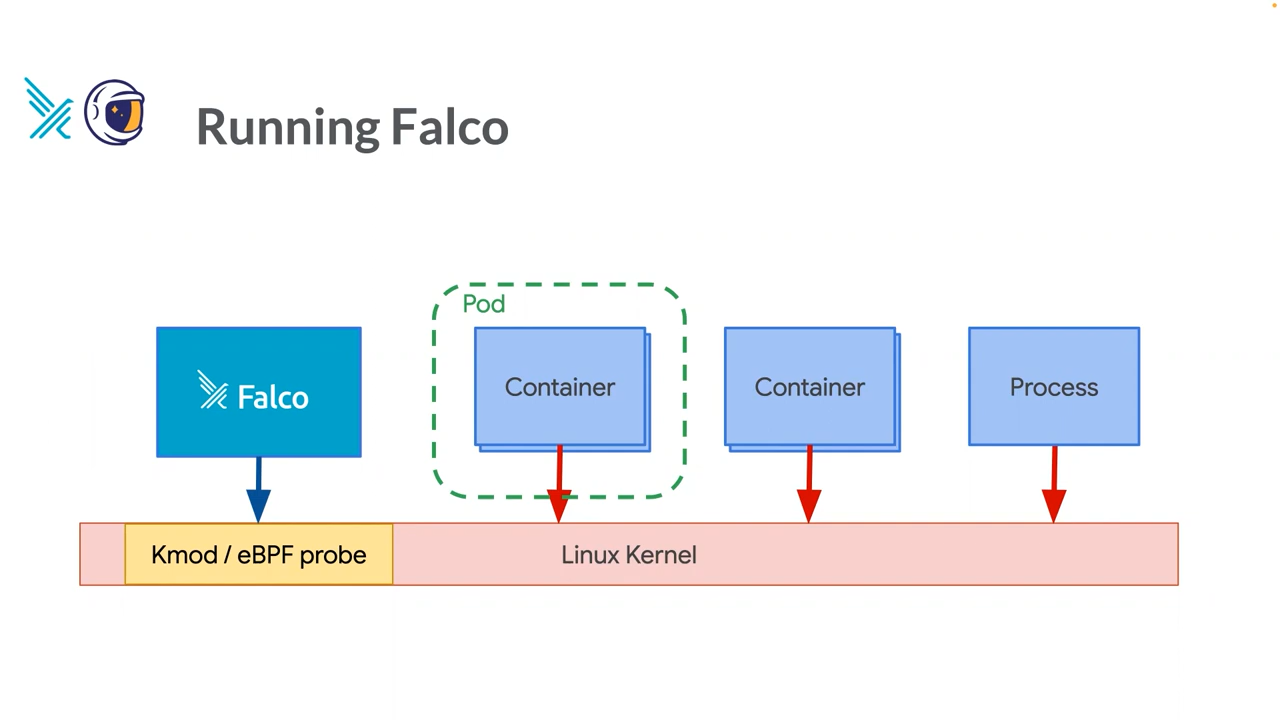 Running Falco
Pod
Falco
Container
Container
Process
Kmod / eBPF probe
Linux Kernel